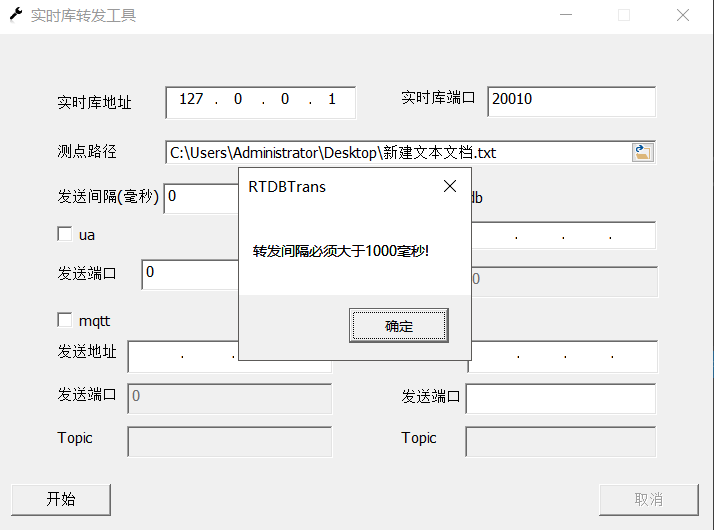 实时库转发工具
实时库地址 127 . 0 . 0 . 1 实时库端口 20010
测点路径 C:\Users\Administrator\Desktop\新建文本文档.txt
发送间隔(毫秒) 0 db
RTDBTrans
转发间隔必须大于1000毫秒!
确定
ua . . .
发送端口 0 0
mqtt
发送地址 . . . . .
发送端口 0 发送端口
Topic Topic
开始 取消